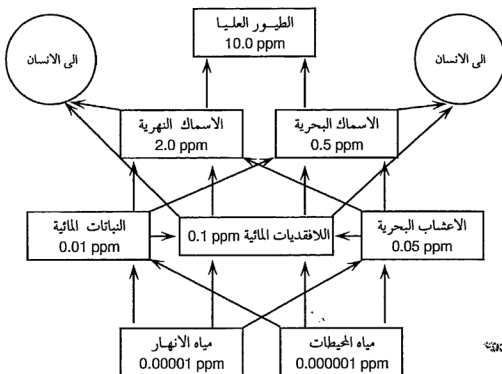 الطيور العليا
10.0 ppm
الى الانسان
الى الانسان
الاسماك البحرية
0.5 ppm
الاسماك النهرية
2.0 ppm
الاعشاب البحرية
0.05 ppm
اللافقديات المائية 0.1 ppm
النباتات المائية
0.01 ppm
مياه المحيطات
0.000001 ppm
مياه الانهار
0.00001 ppm